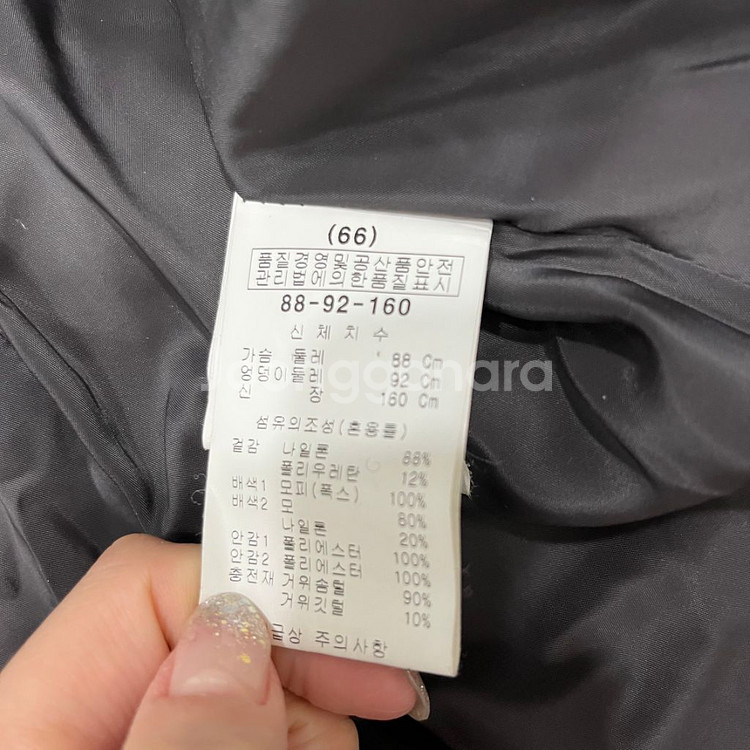 (66)
품질경영및공산품안전
관리법에의한품질표시
88-92-160
신 체 치 수
가슴 둘레 88 Cm
엉덩이둘레 92 Cm
신 장 160 Cm
섬유의조성(혼용률)
겉감 나일론 88%
폴리우레탄 12%
배색1 모피(폭스) 100%
배색2 모 80%
나일론 20%
안감1 폴리에스터 100%
안감2 폴리에스터 100%
충전재 거위솜털 90%
거위깃털 10%
취급상 주의사항